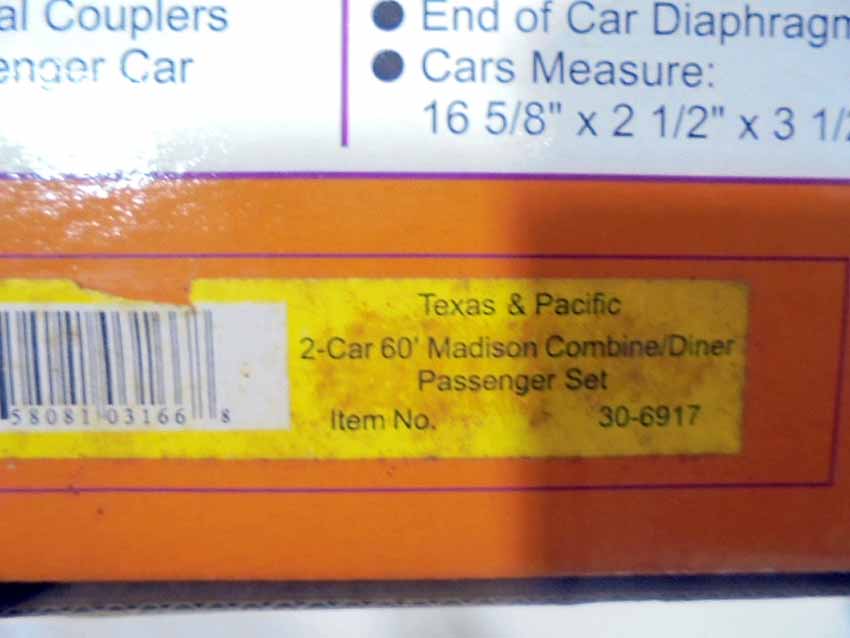 al Couplers
enger Car
● End of Car Diaphragm
● Cars Measure:
16 5/8" x 2 1/2" x 3 1/2
Texas & Pacific
2-Car 60' Madison Combine/Diner
Passenger Set
Item No. 30-6917
58081 03166 8